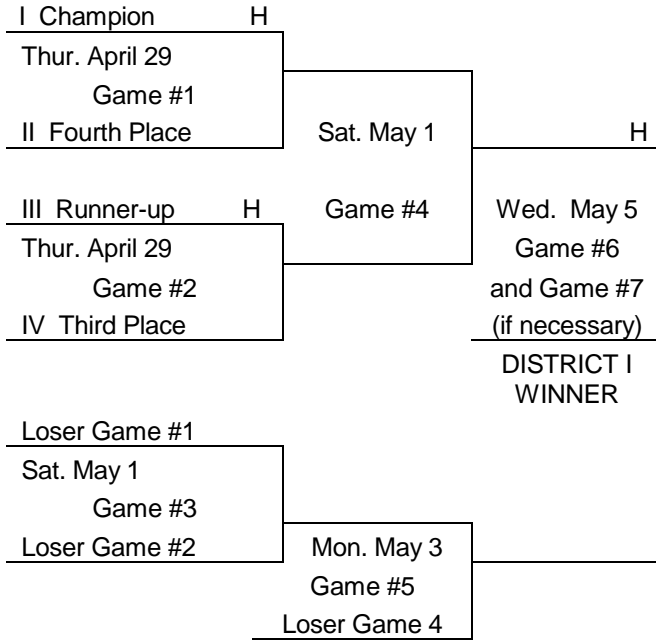 I Champion H
Thur. April 29
Game #1
II Fourth Place
Sat. May 1
H
III Runner-up H
Game #4
Wed. May 5
Thur. April 29
Game #6
Game #2
and Game #7
IV Third Place
(if necessary)
DISTRICT I
WINNER
Loser Game #1
Sat. May 1
Game #3
Loser Game #2
Mon. May 3
Game #5
Loser Game 4